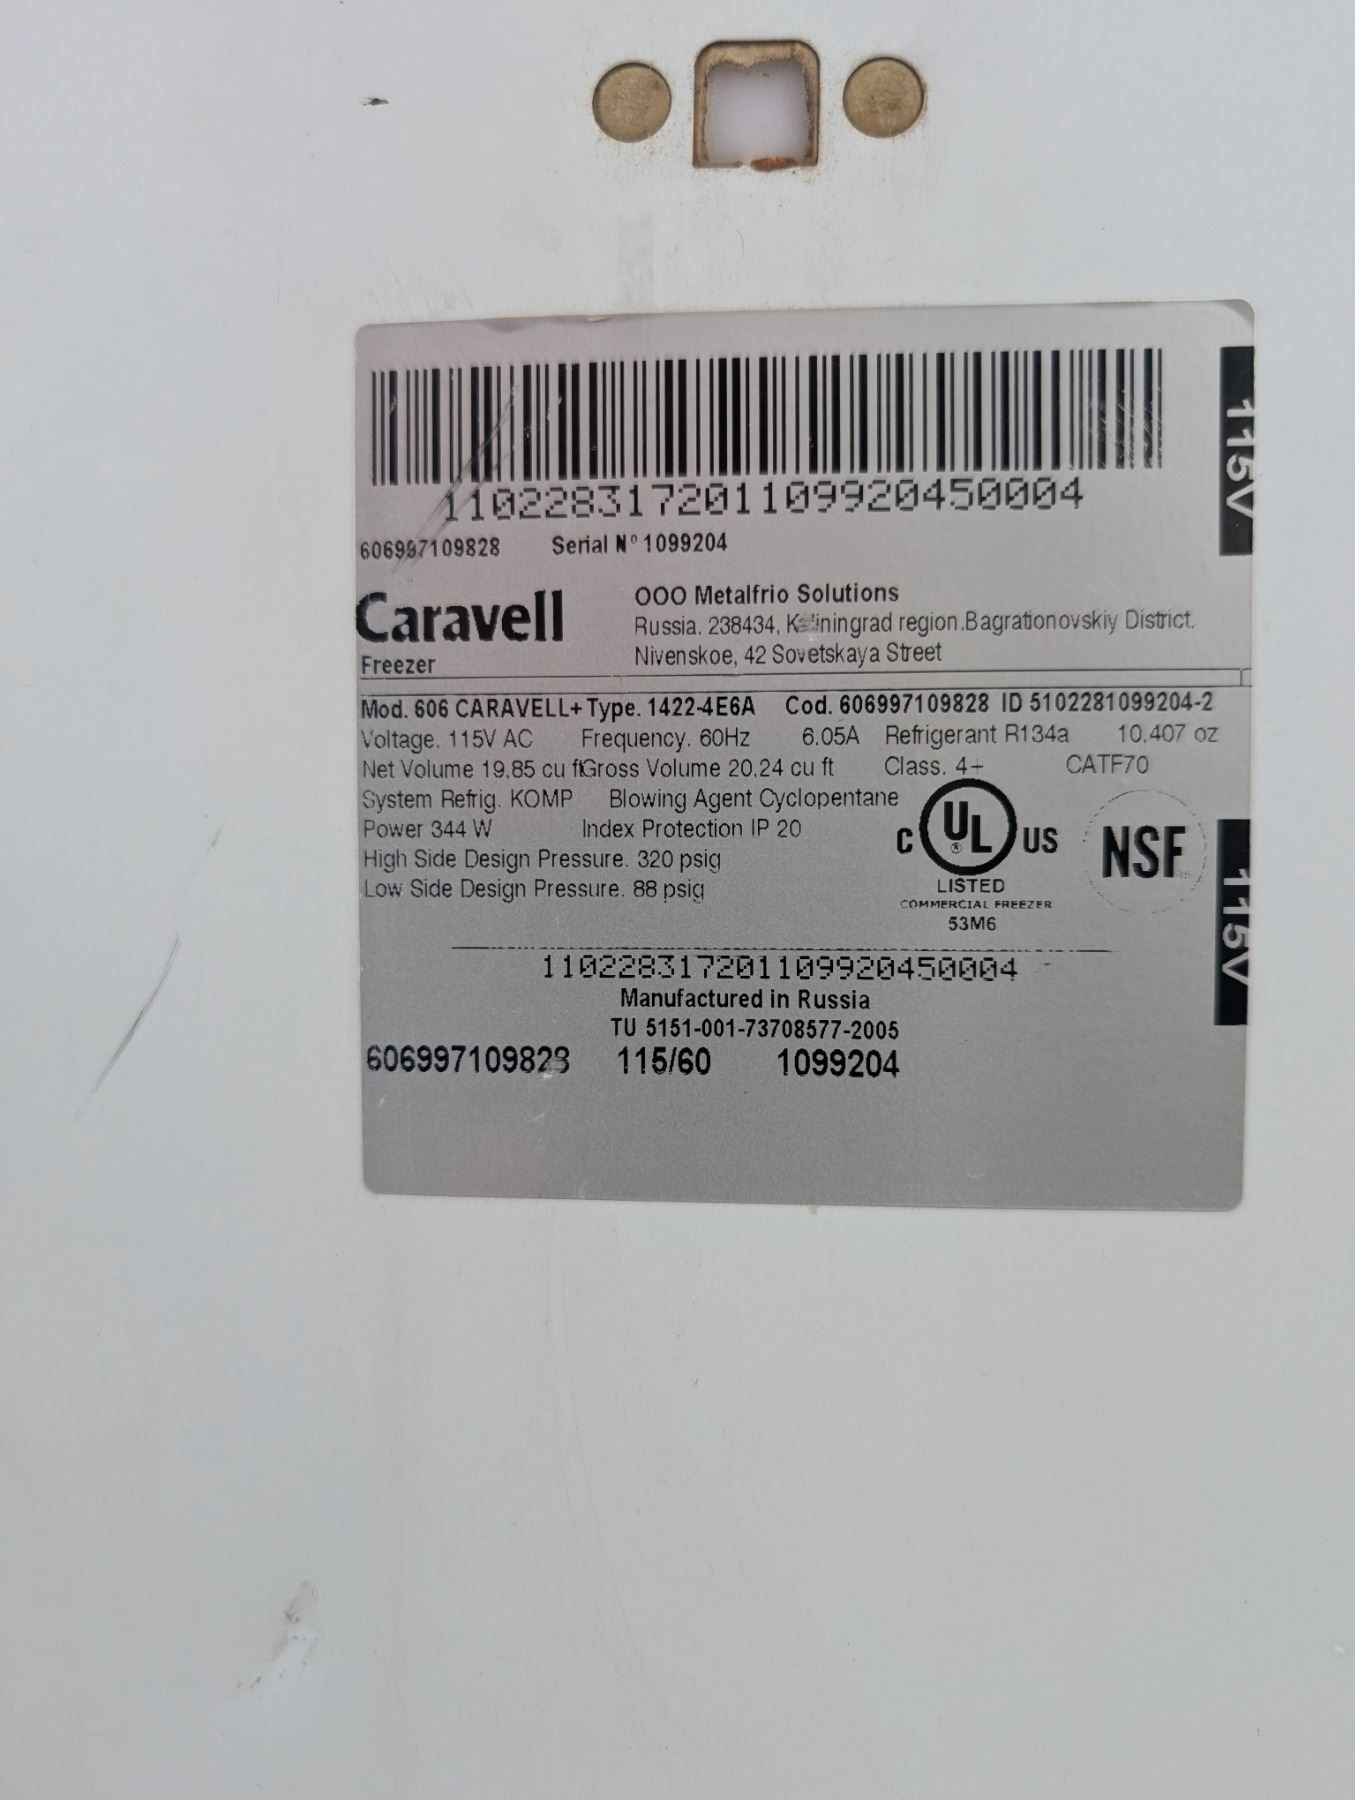 1102283172011099920450004
606997109828 Serial Nº 1099204
115V
Caravell
Freezer
OOO Metalfrio Solutions
Russia. 238434, Kaliningrad region.Bagrationovskiy District.
Nivenskoe, 42 Sovetskaya Street
Mod. 606 CARAVELL+ Type. 1422-4E6A Cod. 606997109828 ID 5102281099204-2
Voltage. 115V AC Frequency. 60Hz 6.05A Refrigerant R134a 10,407 oz
Net Volume 19,85 cu ft Gross Volume 20,24 cu ft Class. 4+ CATF70
System Refrig. KOMP Blowing Agent Cyclopentane
Power 344 W Index Protection IP 20
High Side Design Pressure. 320 psig
Low Side Design Pressure. 88 psig
C UL ® US
LISTED
COMMERCIAL FREEZER
53M6
NSF
115V
1102283172011099920450004
Manufactured in Russia
TU 5151-001-73708577-2005
606997109828 115/60 1099204